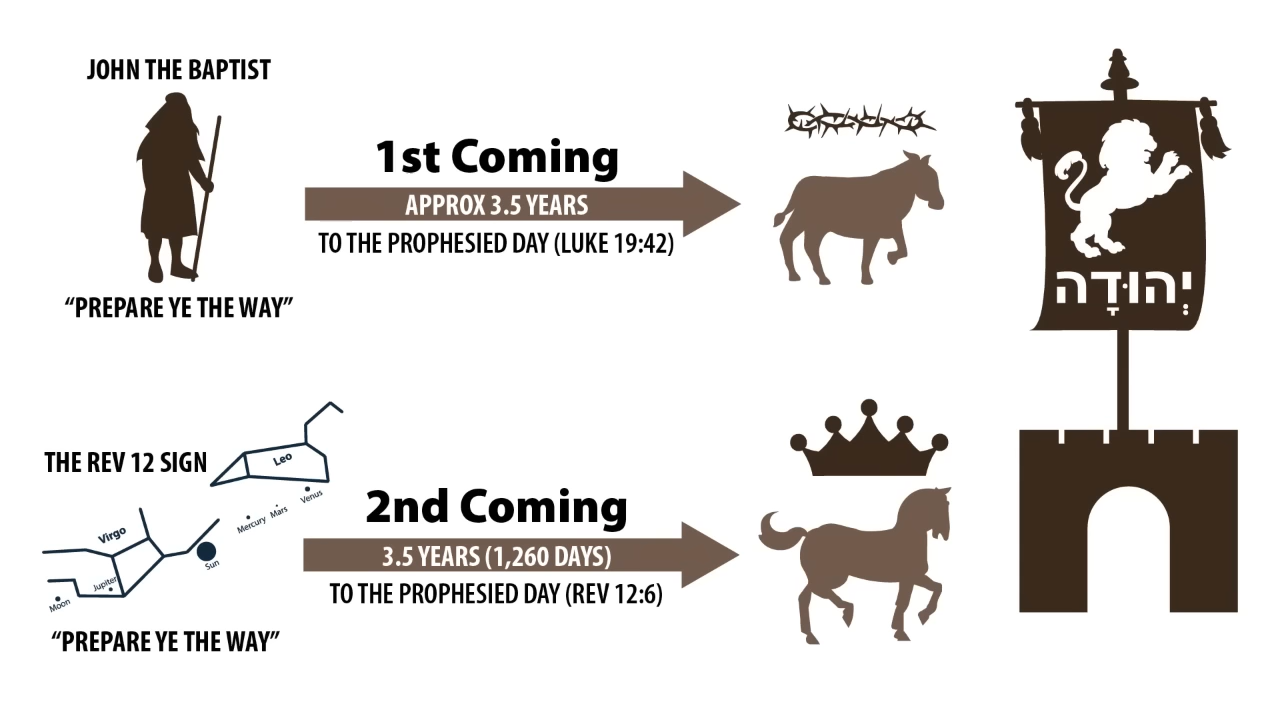 JOHN THE BAPTIST
1st Coming
APPROX 3.5 YEARS
TO THE PROPHESIED DAY (LUKE 19:42)
“PREPARE YE THE WAY”
יְהוּדָה
THE REV 12 SIGN
Leo
Venus
Mars
Mercury
Virgo
Sun
Jupiter
Moon
2nd Coming
3.5 YEARS (1,260 DAYS)
TO THE PROPHESIED DAY (REV 12:6)
“PREPARE YE THE WAY”